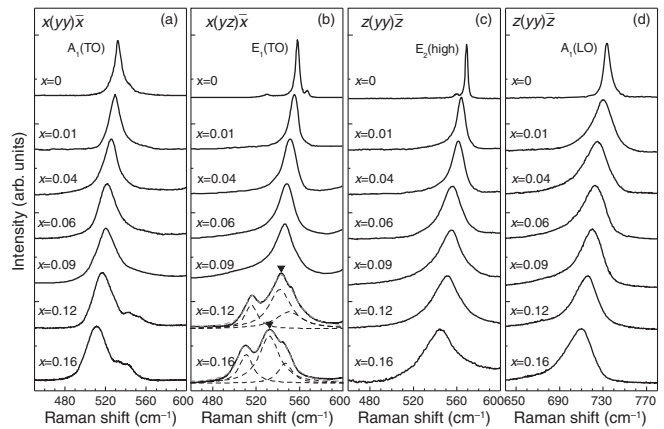 x(yy)x̅ (a)
A₁(TO)
x=0
x=0.01
x=0.04
x=0.06
x=0.09
x=0.12
x=0.16
480 520 560 600
Raman shift (cm⁻¹)
x(yz)x̅ (b)
E₁(TO)
x=0
x=0.01
x=0.04
x=0.06
x=0.09
x=0.12
x=0.16
480 520 560 600
Raman shift (cm⁻¹)
z(yy)z̅ (c)
E₂(high)
x=0
x=0.01
x=0.04
x=0.06
x=0.09
x=0.12
x=0.16
480 520 560 600
Raman shift (cm⁻¹)
z(yy)z̅ (d)
A₁(LO)
x=0
x=0.01
x=0.04
x=0.06
x=0.09
x=0.12
x=0.16
650 690 730 770
Raman shift (cm⁻¹)
Intensity (arb. units)